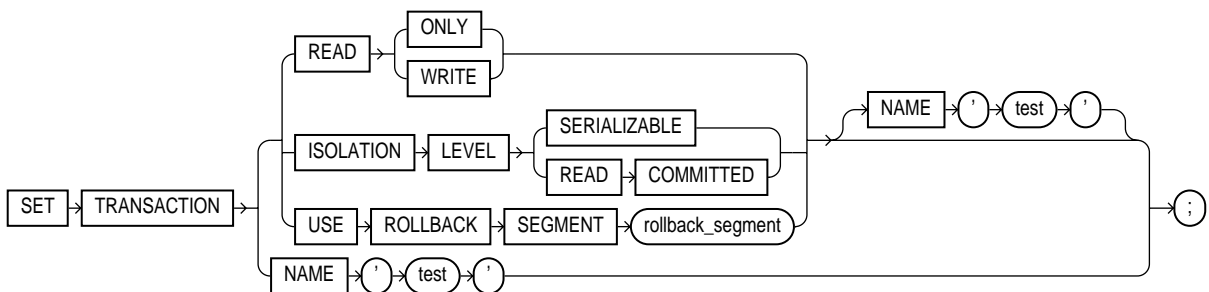 ONLY
READ
WRITE
NAME ’ test ’
SERIALIZABLE
ISOLATION LEVEL
READ COMMITTED
SET TRANSACTION
USE ROLLBACK SEGMENT rollback_segment
;
NAME ’ test ’